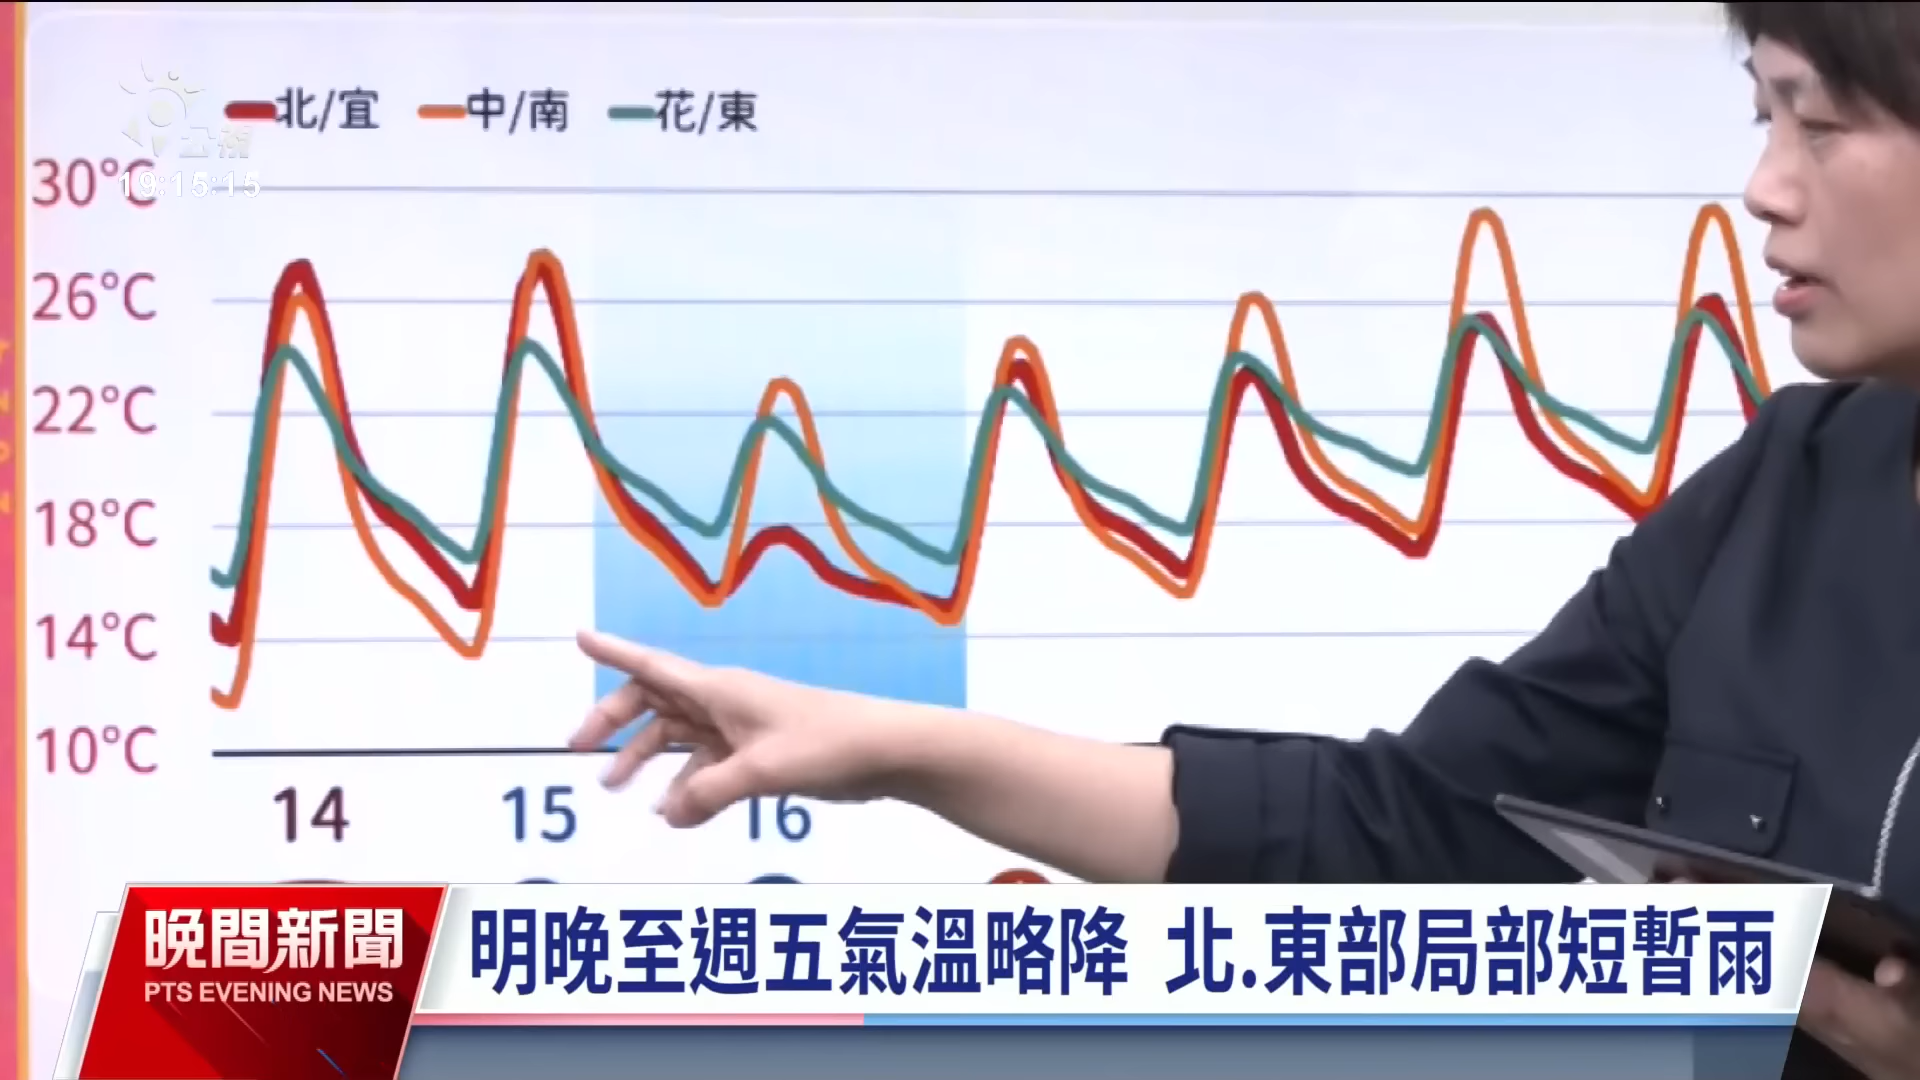 北/宜 中/南 花/東
公視
19:15:15
30°C
26°C
22°C
18°C
14°C
10°C
14 15 16
晚間新聞
PTS EVENING NEWS
明晚至週五氣溫略降 北.東部局部短暫雨